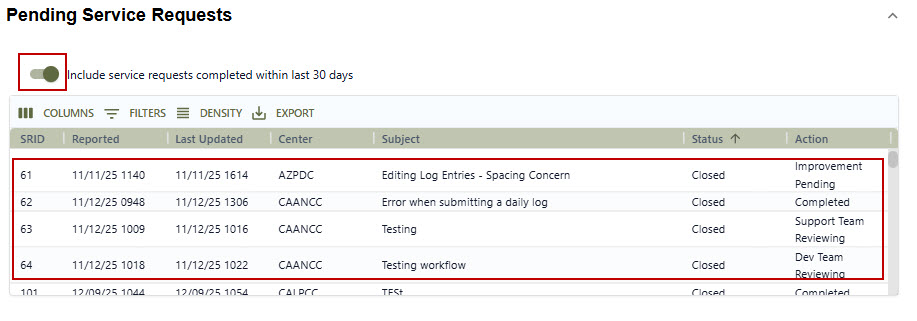 Pending Service Requests
Include service requests completed within last 30 days
COLUMNS FILTERS DENSITY EXPORT
SRID Reported Last Updated Center Subject Status Action
61 11/11/25 1140 11/11/25 1614 AZPDC Editing Log Entries - Spacing Concern Closed Improvement Pending
62 11/12/25 0948 11/12/25 1306 CAANCC Error when submitting a daily log Closed Completed
63 11/12/25 1009 11/12/25 1016 CAANCC Testing Closed Support Team Reviewing
64 11/12/25 1018 11/12/25 1022 CAANCC Testing workflow Closed Dev Team Reviewing
101 12/09/25 1044 12/09/25 1054 CALPCC TESt Closed Completed